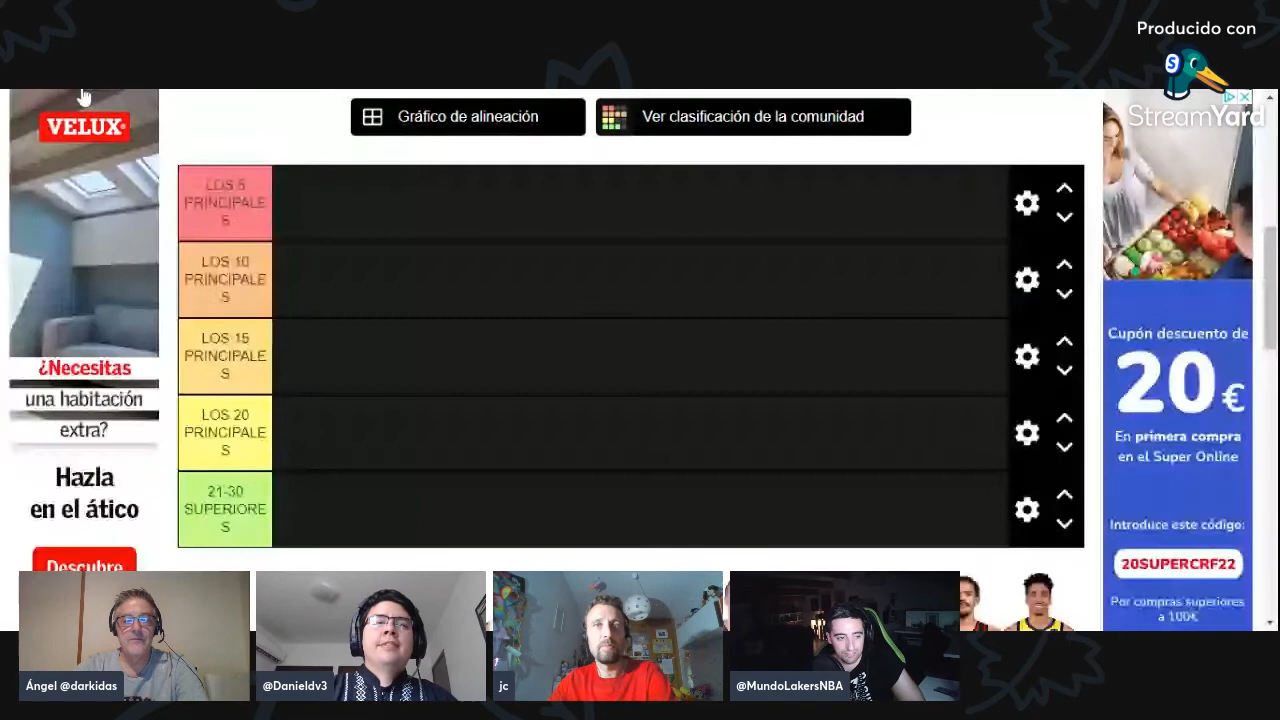 Producido con
StreamYard
VELUX
Gráfico de alineación
Ver clasificación de la comunidad
LOS 5
PRINCIPALE
S
LOS 10
PRINCIPALE
S
LOS 15
PRINCIPALE
S
LOS 20
PRINCIPALE
S
21-30
SUPERIORE
S
¿Necesitas
una habitación
extra?
Hazla
en el ático
Descubre
Cupón descuento de
20 €
En primera compra
en el Super Online
Introduce este código:
20SUPERCRF22
Por compras superiores
a 100€
Ángel @darkidas
@Danieldv3
jc
@MundoLakersNBA